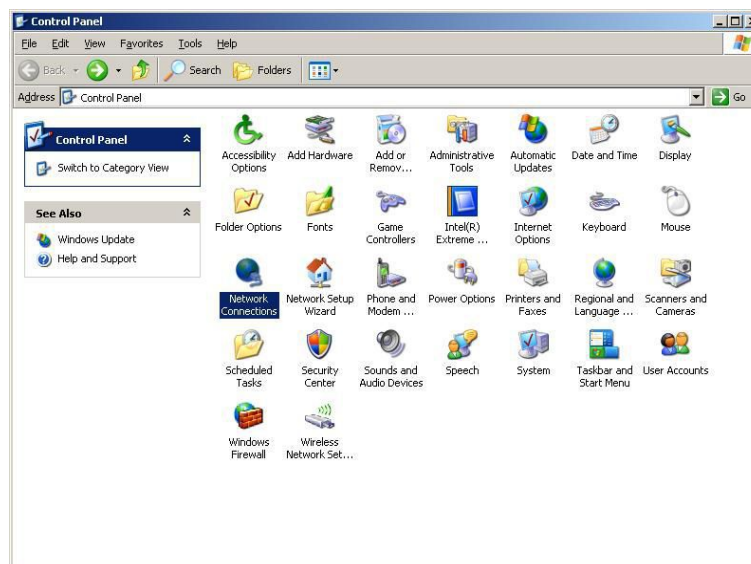 Control Panel
File Edit View Favorites Tools Help
Back Search Folders
Address Control Panel Go
Control Panel
Switch to Category View
See Also
Windows Update
Help and Support
Accessibility Options
Add Hardware
Add or Remov...
Administrative Tools
Automatic Updates
Date and Time
Display
Folder Options
Fonts
Game Controllers
Intel(R) Extreme ...
Internet Options
Keyboard
Mouse
Network Connections
Network Setup Wizard
Phone and Modem ...
Power Options
Printers and Faxes
Regional and Language ...
Scanners and Cameras
Scheduled Tasks
Security Center
Sounds and Audio Devices
Speech
System
Taskbar and Start Menu
User Accounts
Windows Firewall
Wireless Network Set...